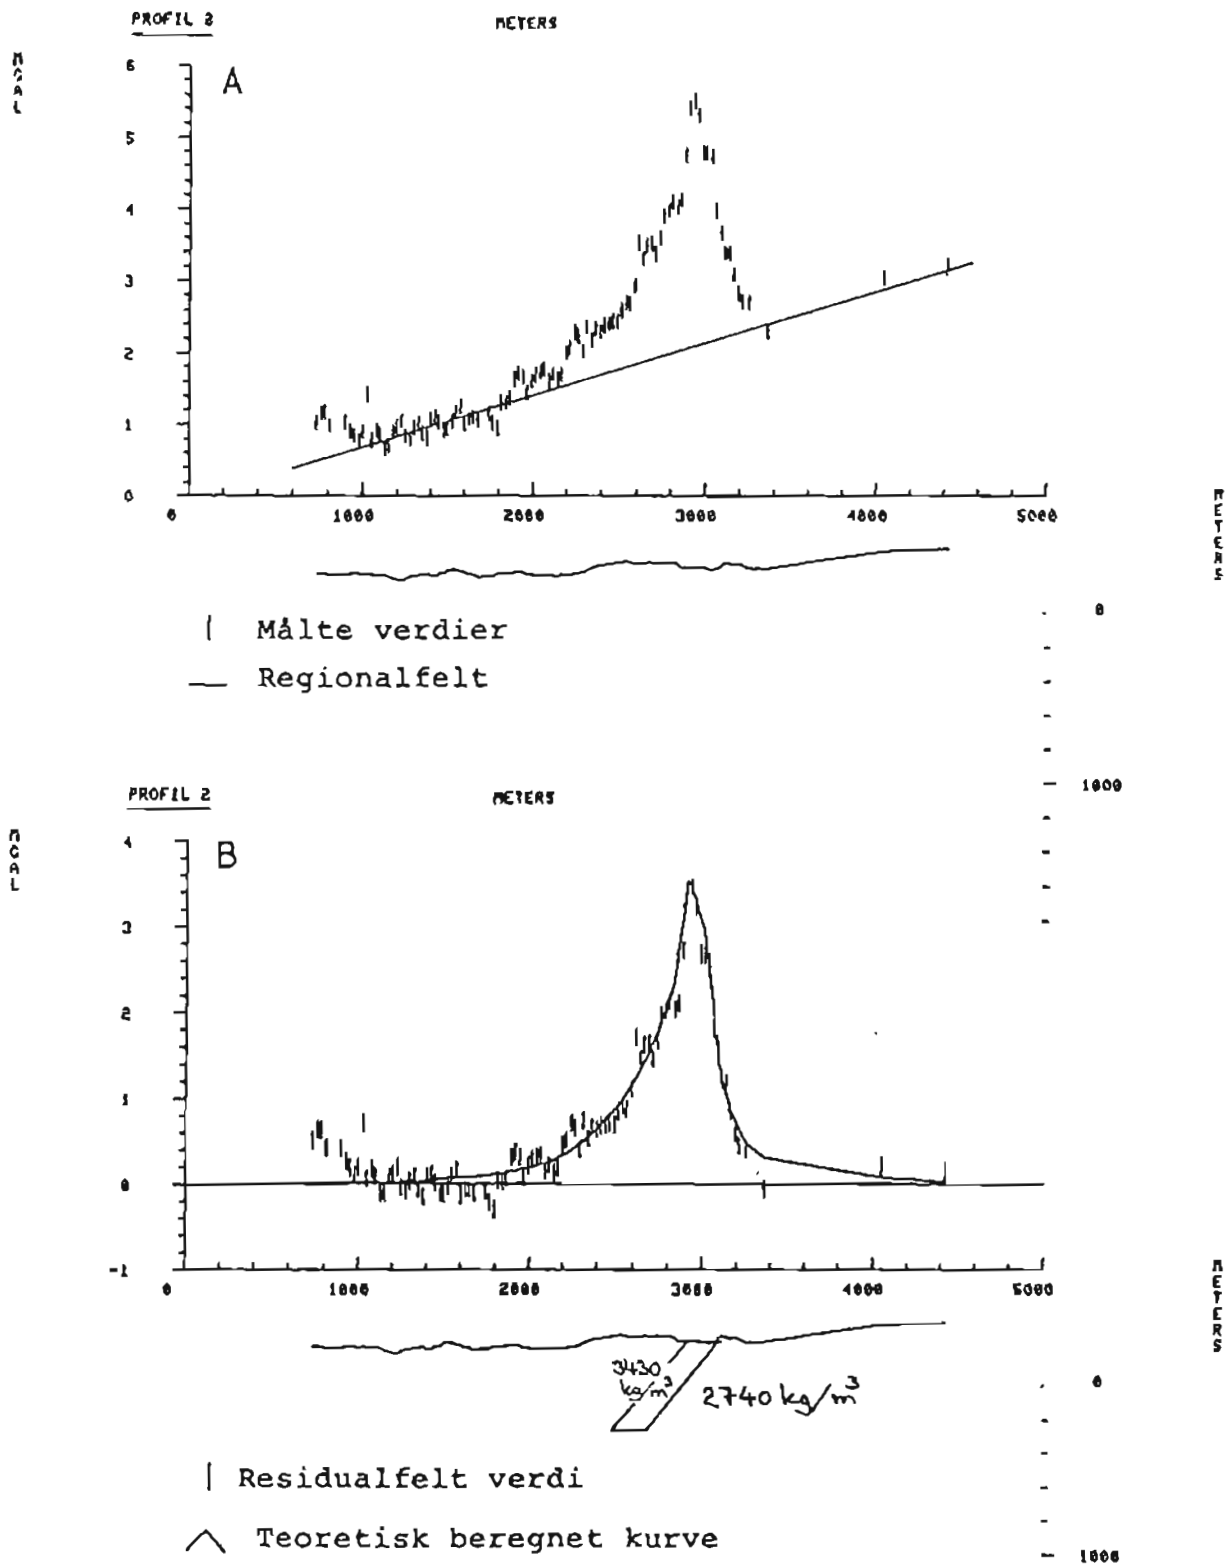 PROFIL 2
METERS
MGAL
A
6
5
4
3
2
1
0
0 1000 2000 3000 4000 5000
METERS
0
1000
| Målte verdier
— Regionalfelt
PROFIL 2
METERS
MGAL
B
4
3
2
1
0
-1
0 1000 2000 3000 4000 5000
METERS
3430
kg/m³
2740 kg/m³
0
1000
| Residualfelt verdi
Teoretisk beregnet kurve